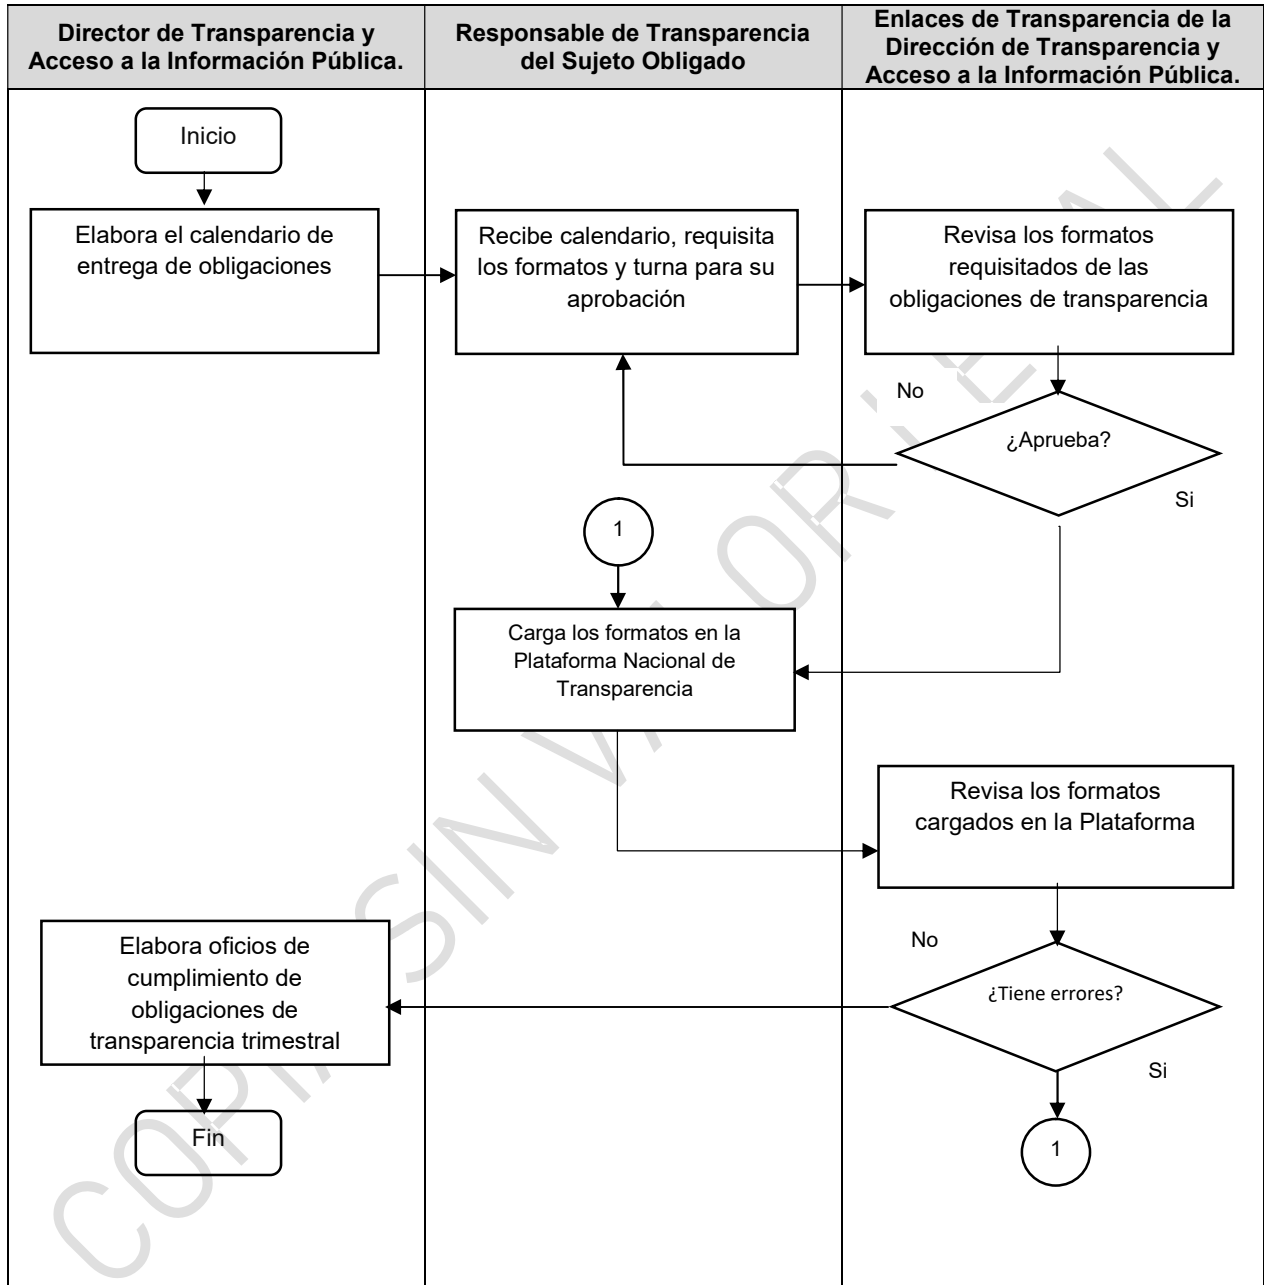 Director de Transparencia y
Acceso a la Información Pública.
Responsable de Transparencia
del Sujeto Obligado
Enlaces de Transparencia de la
Dirección de Transparencia y
Acceso a la Información Pública.
Inicio
Elabora el calendario de
entrega de obligaciones
Recibe calendario, requisita
los formatos y turna para su
aprobación
Revisa los formatos
requisitados de las
obligaciones de transparencia
No
¿Aprueba?
Si
1
Carga los formatos en la
Plataforma Nacional de
Transparencia
Revisa los formatos
cargados en la Plataforma
No
¿Tiene errores?
Si
Elabora oficios de
cumplimiento de
obligaciones de
transparencia trimestral
Fin
1
COPIA SIN VALOR